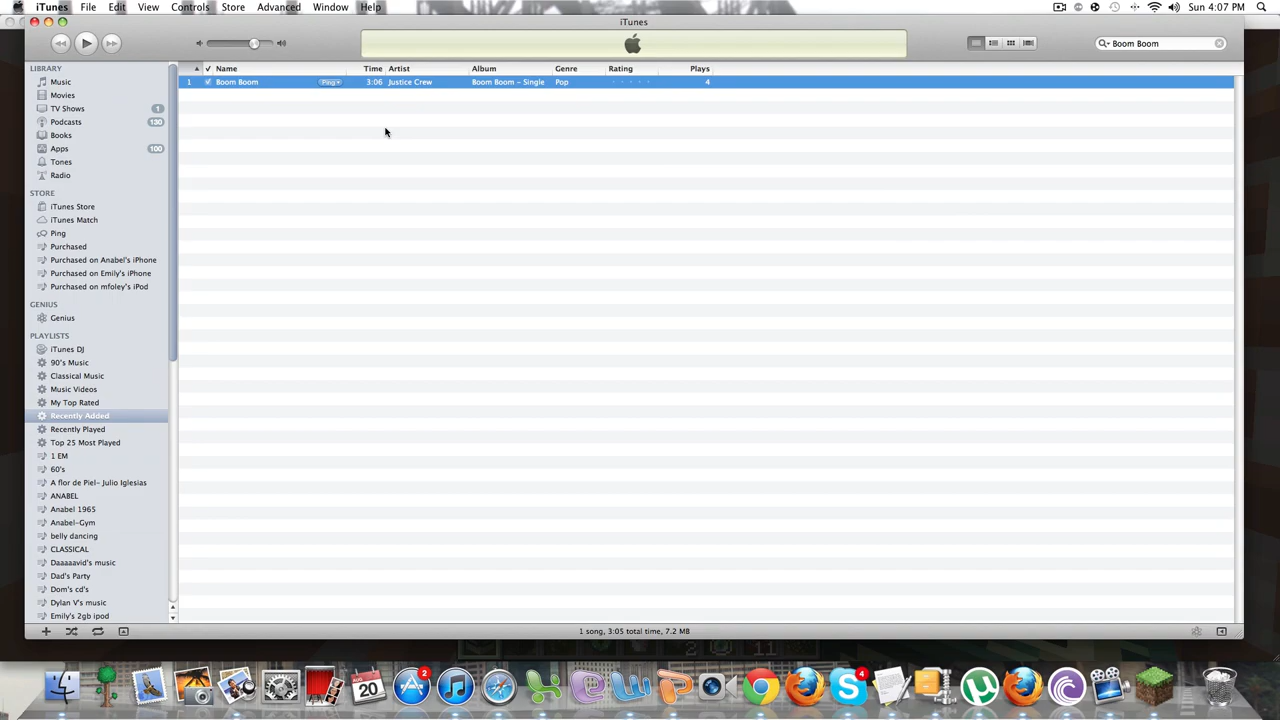 iTunes File Edit View Controls Store Advanced Window Help Sun 4:07 PM
iTunes
Boom Boom
Name Time Artist Album Genre Rating Plays
1 Boom Boom Ping 3:06 Justice Crew Boom Boom – Single Pop 4
LIBRARY
Music
Movies
TV Shows 1
Podcasts 130
Books
Apps 100
Tones
Radio
STORE
iTunes Store
iTunes Match
Ping
Purchased
Purchased on Anabel's iPhone
Purchased on Emily's iPhone
Purchased on mfoley's iPod
GENIUS
Genius
PLAYLISTS
iTunes DJ
90's Music
Classical Music
Music Videos
My Top Rated
Recently Added
Recently Played
Top 25 Most Played
1 EM
60's
A flor de Piel- Julio Iglesias
ANABEL
Anabel 1965
Anabel-Gym
belly dancing
CLASSICAL
Daaaaavid's music
Dad's Party
Dom's cd's
Dylan V's music
Emily's 2gb ipod
1 song, 3:05 total time, 7.2 MB
2 11
AUG 20 2 4